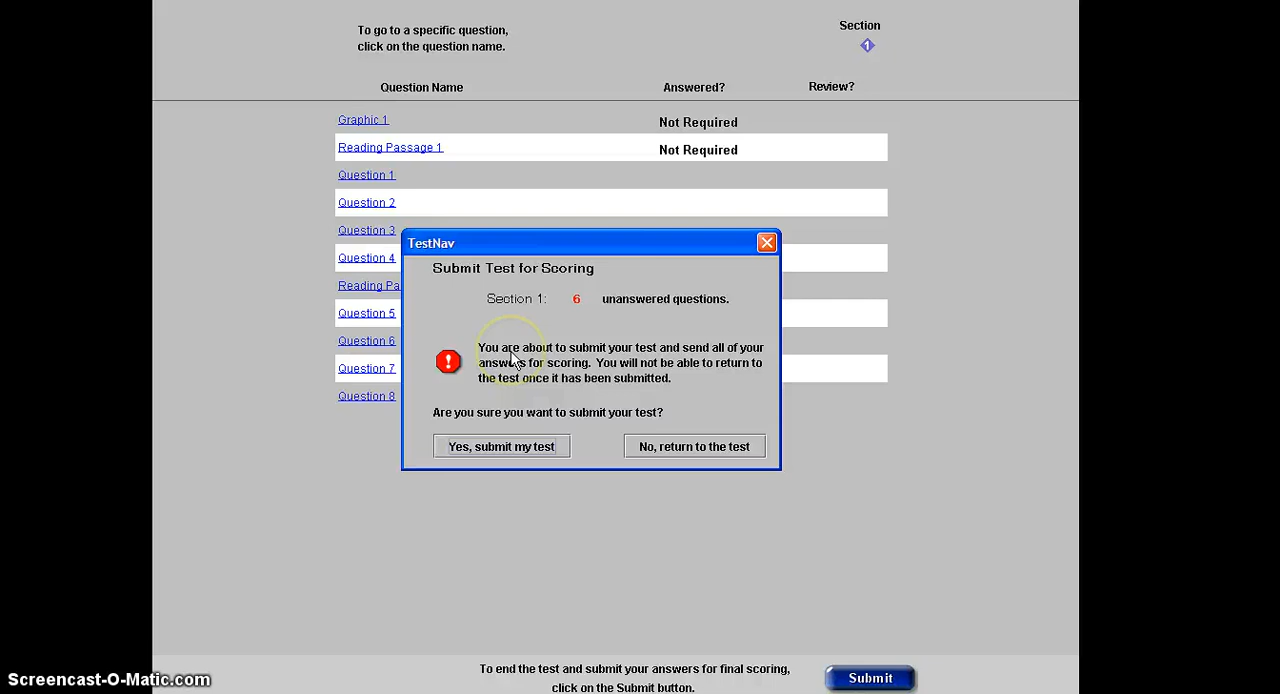 To go to a specific question,
click on the question name.
Section
1
Question Name Answered? Review?
Graphic 1 Not Required
Reading Passage 1 Not Required
Question 1
Question 2
Question 3
Question 4
Reading Pa
Question 5
Question 6
Question 7
Question 8
TestNav
Submit Test for Scoring
Section 1: 6 unanswered questions.
You are about to submit your test and send all of your
answers for scoring. You will not be able to return to
the test once it has been submitted.
Are you sure you want to submit your test?
Yes, submit my test No, return to the test
To end the test and submit your answers for final scoring,
click on the Submit button.
Submit
Screencast-O-Matic.com